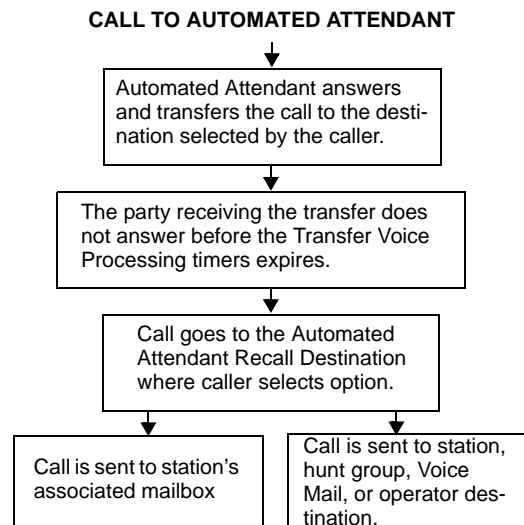 CALL TO AUTOMATED ATTENDANT
Automated Attendant answers
and transfers the call to the desti-
nation selected by the caller.
The party receiving the transfer does
not answer before the Transfer Voice
Processing timers expires.
Call goes to the Automated
Attendant Recall Destination
where caller selects option.
Call is sent to station's
associated mailbox
Call is sent to station,
hunt group, Voice
Mail, or operator des-
tination.